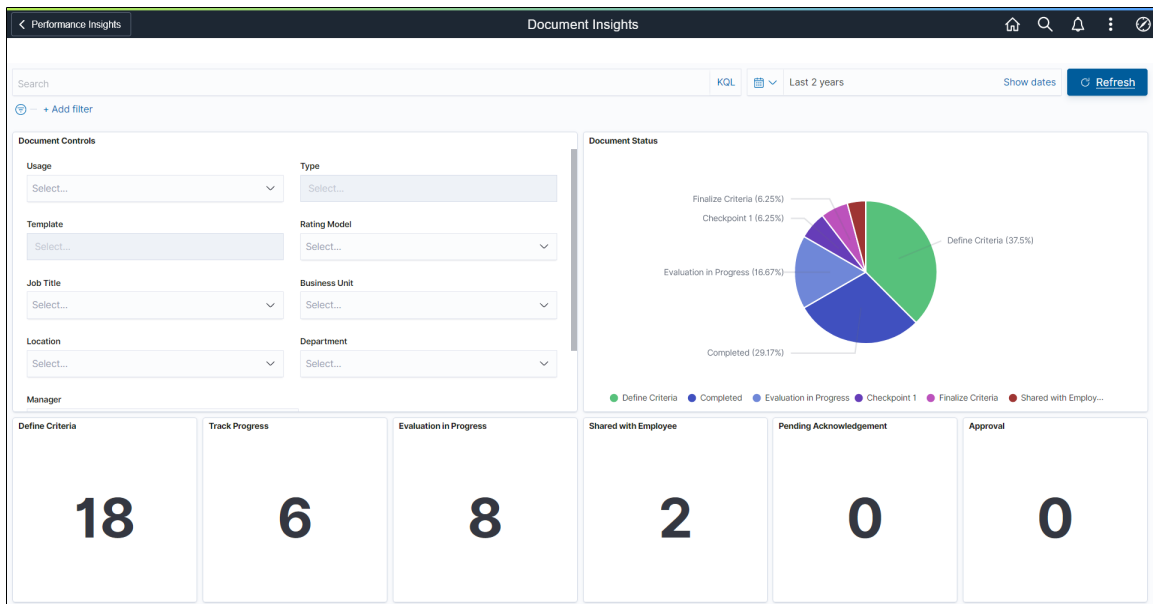 Performance Insights
Document Insights
Search
KQL
Last 2 years
Show dates
Refresh
+ Add filter
Document Controls
Usage
Type
Select...
Select...
Template
Rating Model
Select...
Select...
Job Title
Business Unit
Select...
Select...
Location
Department
Select...
Select...
Manager
Document Status
Finalize Criteria (6.25%)
Checkpoint 1 (6.25%)
Define Criteria (37.5%)
Evaluation in Progress (16.67%)
Completed (29.17%)
Define Criteria
Completed
Evaluation in Progress
Checkpoint 1
Finalize Criteria
Shared with Employ...
Define Criteria
Track Progress
Evaluation in Progress
Shared with Employee
Pending Acknowledgement
Approval
18
6
8
2
0
0